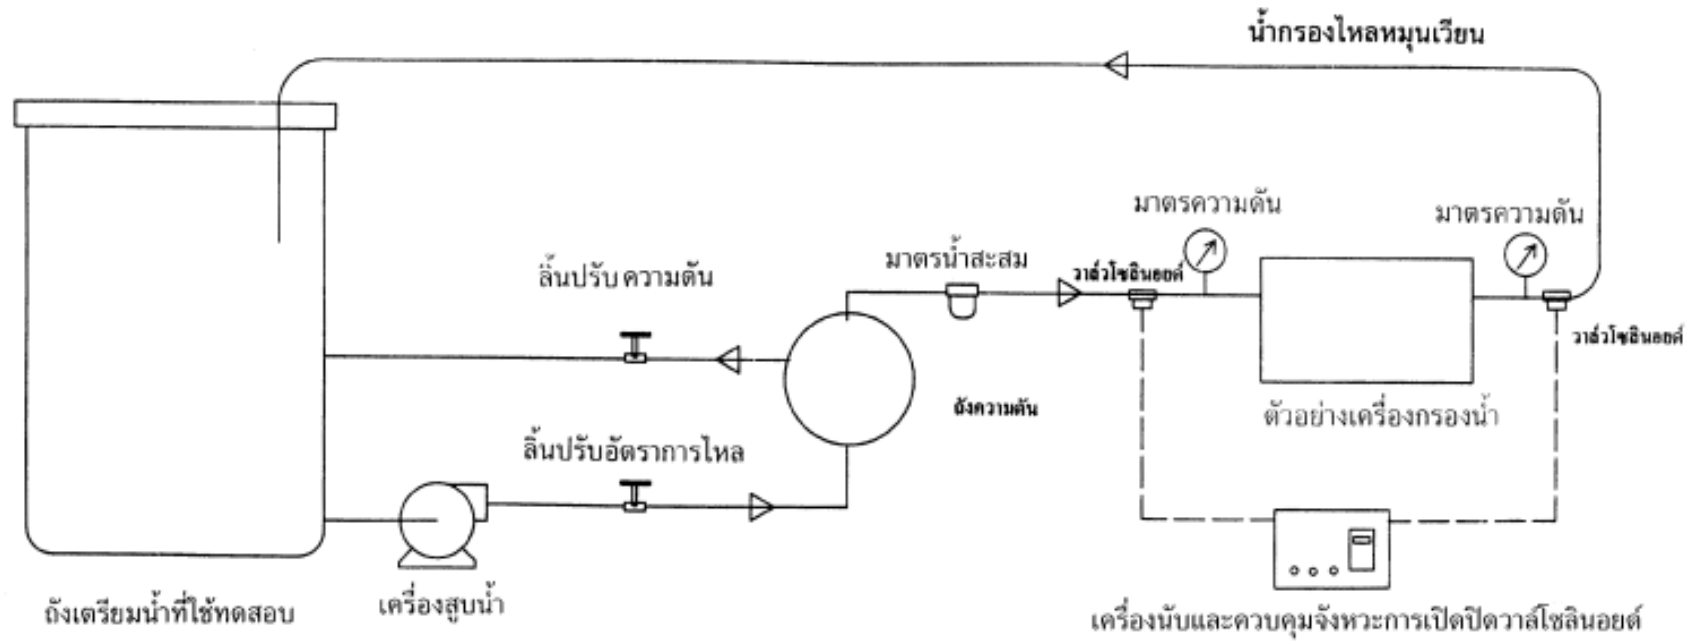 น้ำกรองไหลหมุนเวียน
มาตรความดัน
มาตรความดัน
มาตรน้ำสะสม
วาล์วโซลินอยด์
ลิ้นปรับความดัน
วาล์วโซลินอยด์
ถังความดัน
ตัวอย่างเครื่องกรองน้ำ
ลิ้นปรับอัตราการไหล
ถังเตรียมน้ำที่ใช้ทดสอบ
เครื่องสูบน้ำ
เครื่องนับและควบคุมจังหวะการเปิดปิดวาล์โซลินอยด์